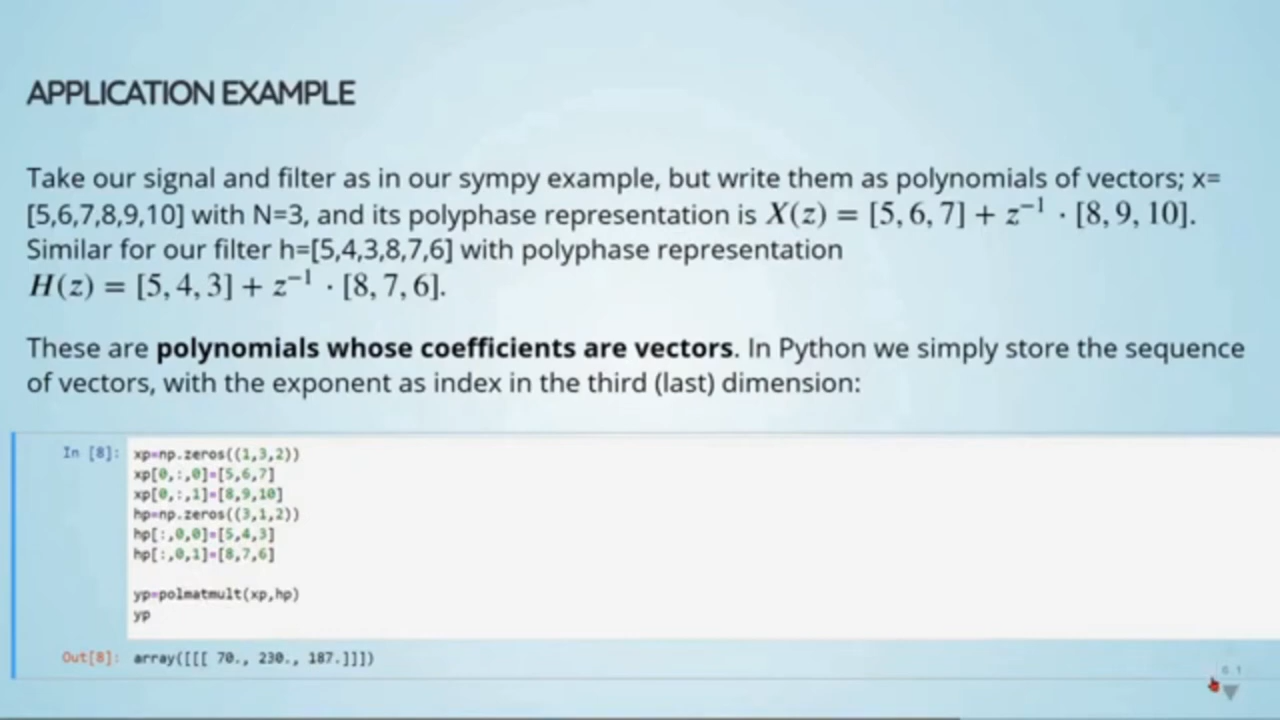 APPLICATION EXAMPLE
Take our signal and filter as in our sympy example, but write them as polynomials of vectors; x=
[5,6,7,8,9,10] with N=3, and its polyphase representation is X(z) = [5, 6, 7] + z⁻¹ · [8, 9, 10].
Similar for our filter h=[5,4,3,8,7,6] with polyphase representation
H(z) = [5, 4, 3] + z⁻¹ · [8, 7, 6].
These are polynomials whose coefficients are vectors. In Python we simply store the sequence
of vectors, with the exponent as index in the third (last) dimension:
In [8]: xp=np.zeros((1,3,2))
xp[0,:,0]=[5,6,7]
xp[0,:,1]=[8,9,10]
hp=np.zeros((3,1,2))
hp[:,0,0]=[5,4,3]
hp[:,0,1]=[8,7,6]
yp=polmatmult(xp,hp)
yp
Out[8]: array([[[ 70., 230., 187.]]])
6.1